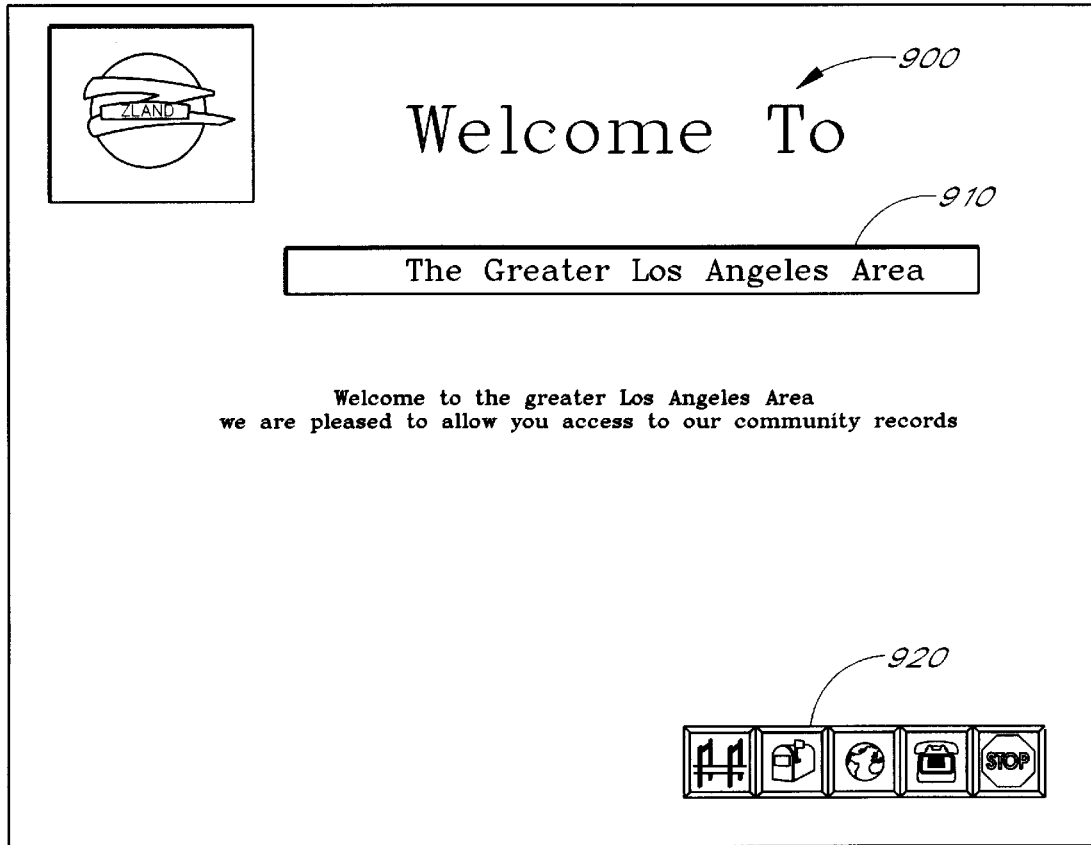 ZLAND
900
Welcome To
910
The Greater Los Angeles Area
Welcome to the greater Los Angeles Area
we are pleased to allow you access to our community records
920
STOP